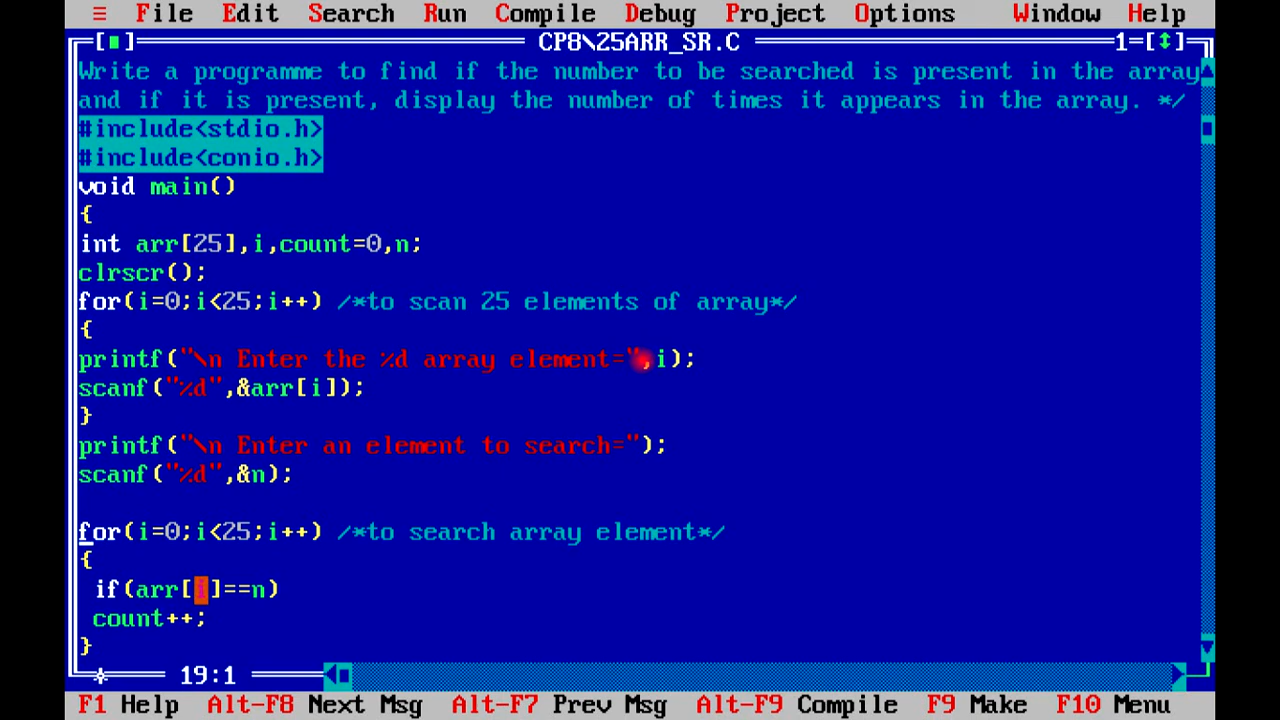 ≡ File Edit Search Run Compile Debug Project Options Window Help
[■] CP8\25ARR_SR.C 1=[↕]
Write a programme to find if the number to be searched is present in the array
and if it is present, display the number of times it appears in the array. */
#include<stdio.h>
#include<conio.h>
void main()
{
int arr[25],i,count=0,n;
clrscr();
for(i=0;i<25;i++) /*to scan 25 elements of array*/
{
printf("\n Enter the %d array element=",i);
scanf("%d",&arr[i]);
}
printf("\n Enter an element to search=");
scanf("%d",&n);
for(i=0;i<25;i++) /*to search array element*/
{
if(arr[i]==n)
count++;
}
19:1
F1 Help Alt-F8 Next Msg Alt-F7 Prev Msg Alt-F9 Compile F9 Make F10 Menu